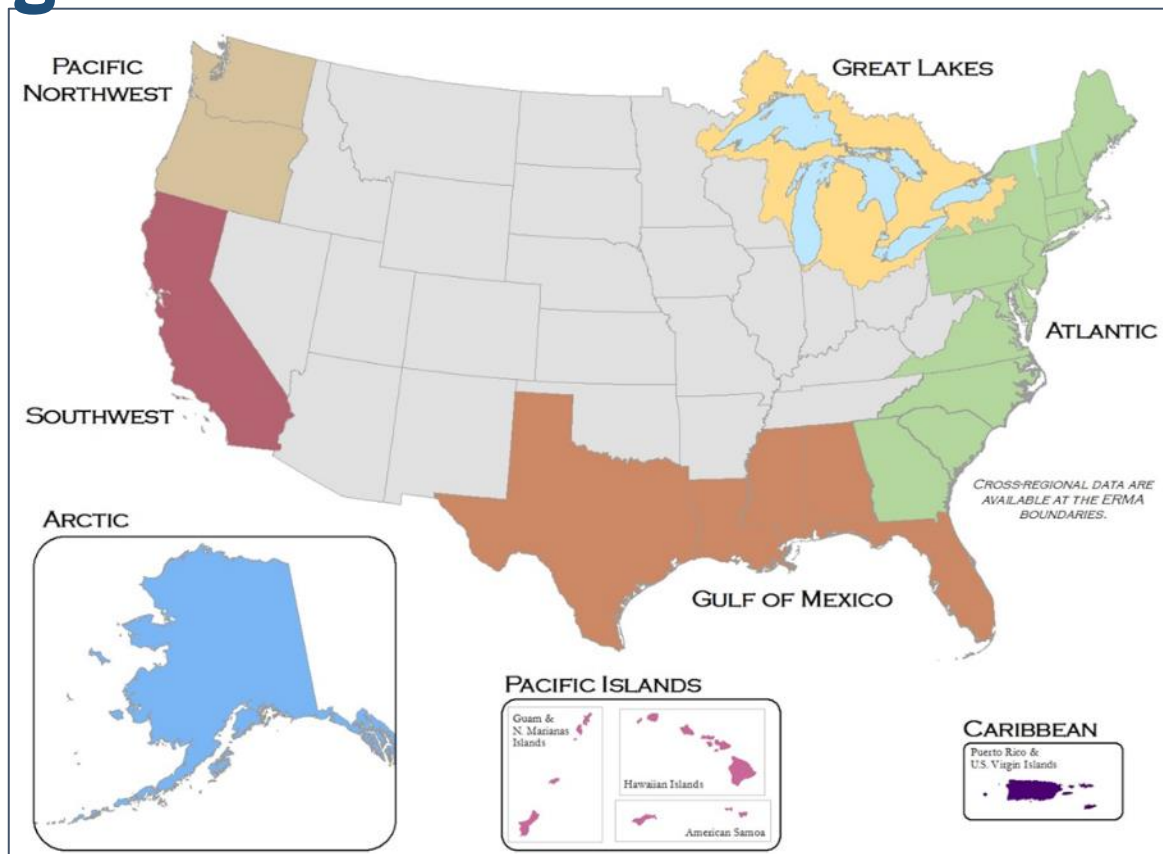 PACIFIC
NORTHWEST
GREAT LAKES
ATLANTIC
SOUTHWEST
CROSS-REGIONAL DATA ARE
AVAILABLE AT THE ERMA
BOUNDARIES.
ARCTIC
GULF OF MEXICO
PACIFIC ISLANDS
Guam &
N. Marianas
Islands
Hawaiian Islands
American Samoa
CARIBBEAN
Puerto Rico &
U.S. Virgin Islands